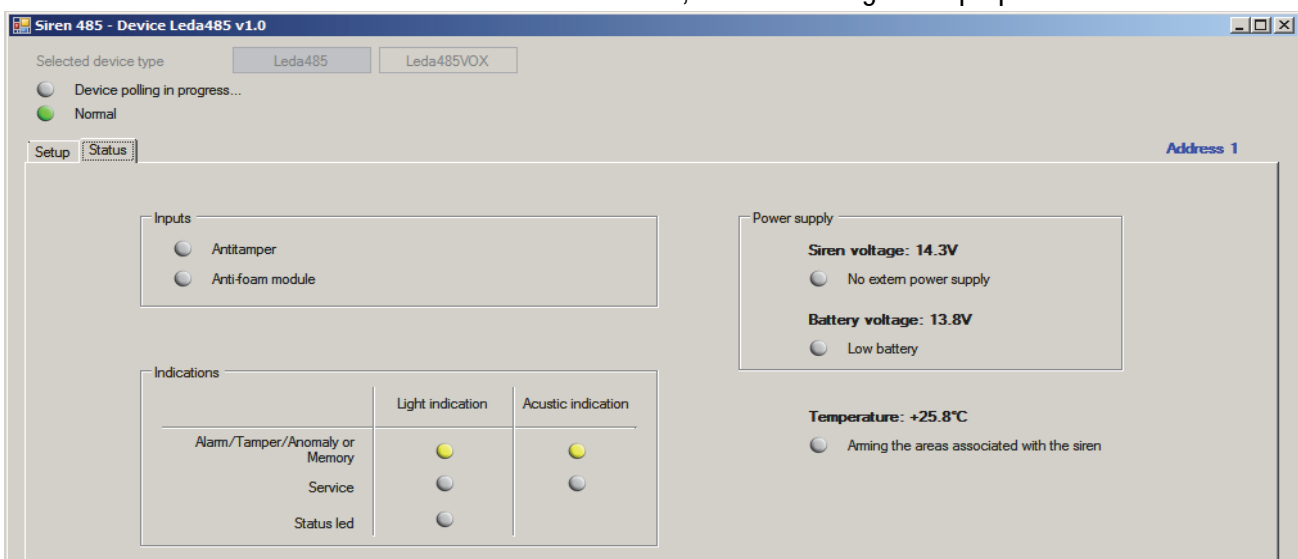 Siren 485 - Device Leda485 v1.0
Selected device type Leda485 Leda485VOX
Device polling in progress...
Normal
Setup Status Address 1
Inputs
Antitamper
Anti-foam module
Power supply
Siren voltage: 14.3V
No extern power supply
Battery voltage: 13.8V
Low battery
Indications
Light indication Acustic indication
Alarm/Tamper/Anomaly or
Memory
Service
Status led
Temperature: +25.8°C
Arming the areas associated with the siren